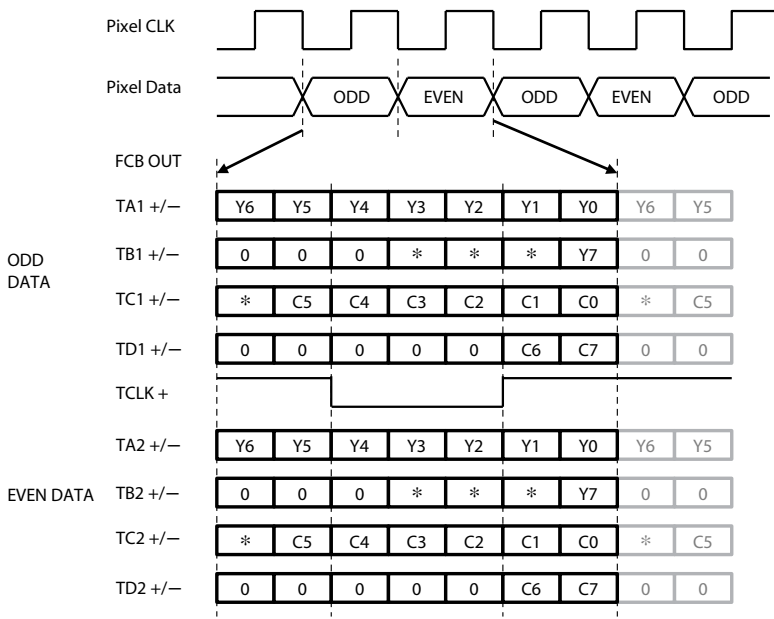 Pixel CLK
Pixel Data ODD EVEN ODD EVEN ODD
FCB OUT
TA1 +/− Y6 Y5 Y4 Y3 Y2 Y1 Y0 Y6 Y5
ODD DATA
TB1 +/− 0 0 0 * * * Y7 0 0
TC1 +/− * C5 C4 C3 C2 C1 C0 * C5
TD1 +/− 0 0 0 0 0 C6 C7 0 0
TCLK +
TA2 +/− Y6 Y5 Y4 Y3 Y2 Y1 Y0 Y6 Y5
EVEN DATA TB2 +/− 0 0 0 * * * Y7 0 0
TC2 +/− * C5 C4 C3 C2 C1 C0 * C5
TD2 +/− 0 0 0 0 0 C6 C7 0 0